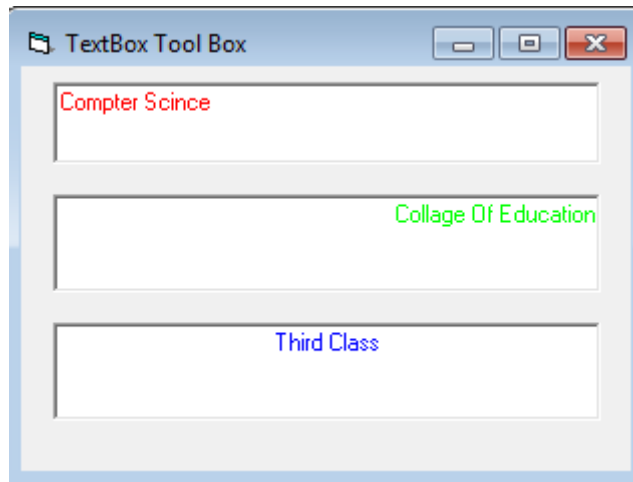 TextBox Tool Box
Compter Scince
Collage Of Education
Third Class